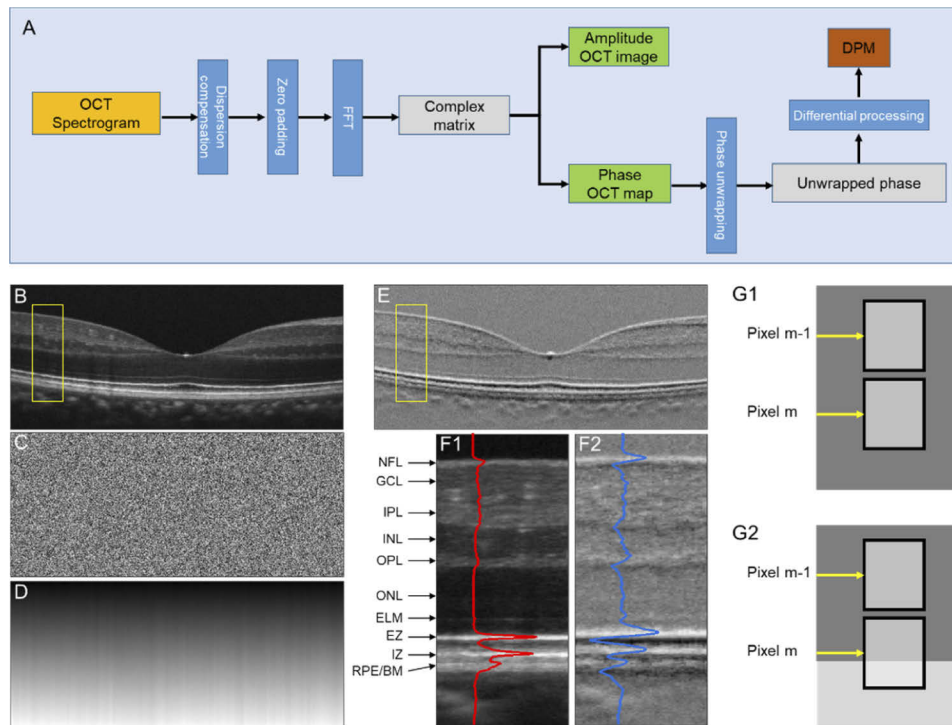 A
OCT
Spectrogram
Dispersion
compensation
Zero padding
FFT
Complex
matrix
Amplitude
OCT image
Phase
OCT map
Phase unwrapping
Unwrapped phase
Differential processing
DPM
B
C
D
E
F1
F2
NFL
GCL
IPL
INL
OPL
ONL
ELM
EZ
IZ
RPE/BM
G1
Pixel m-1
Pixel m
G2
Pixel m-1
Pixel m